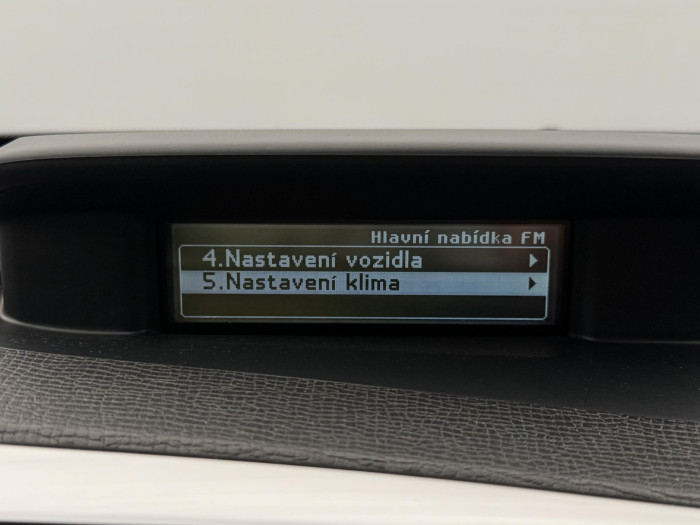 Hlavní nabídka FM
4.Nastavení vozidla
5.Nastavení klima